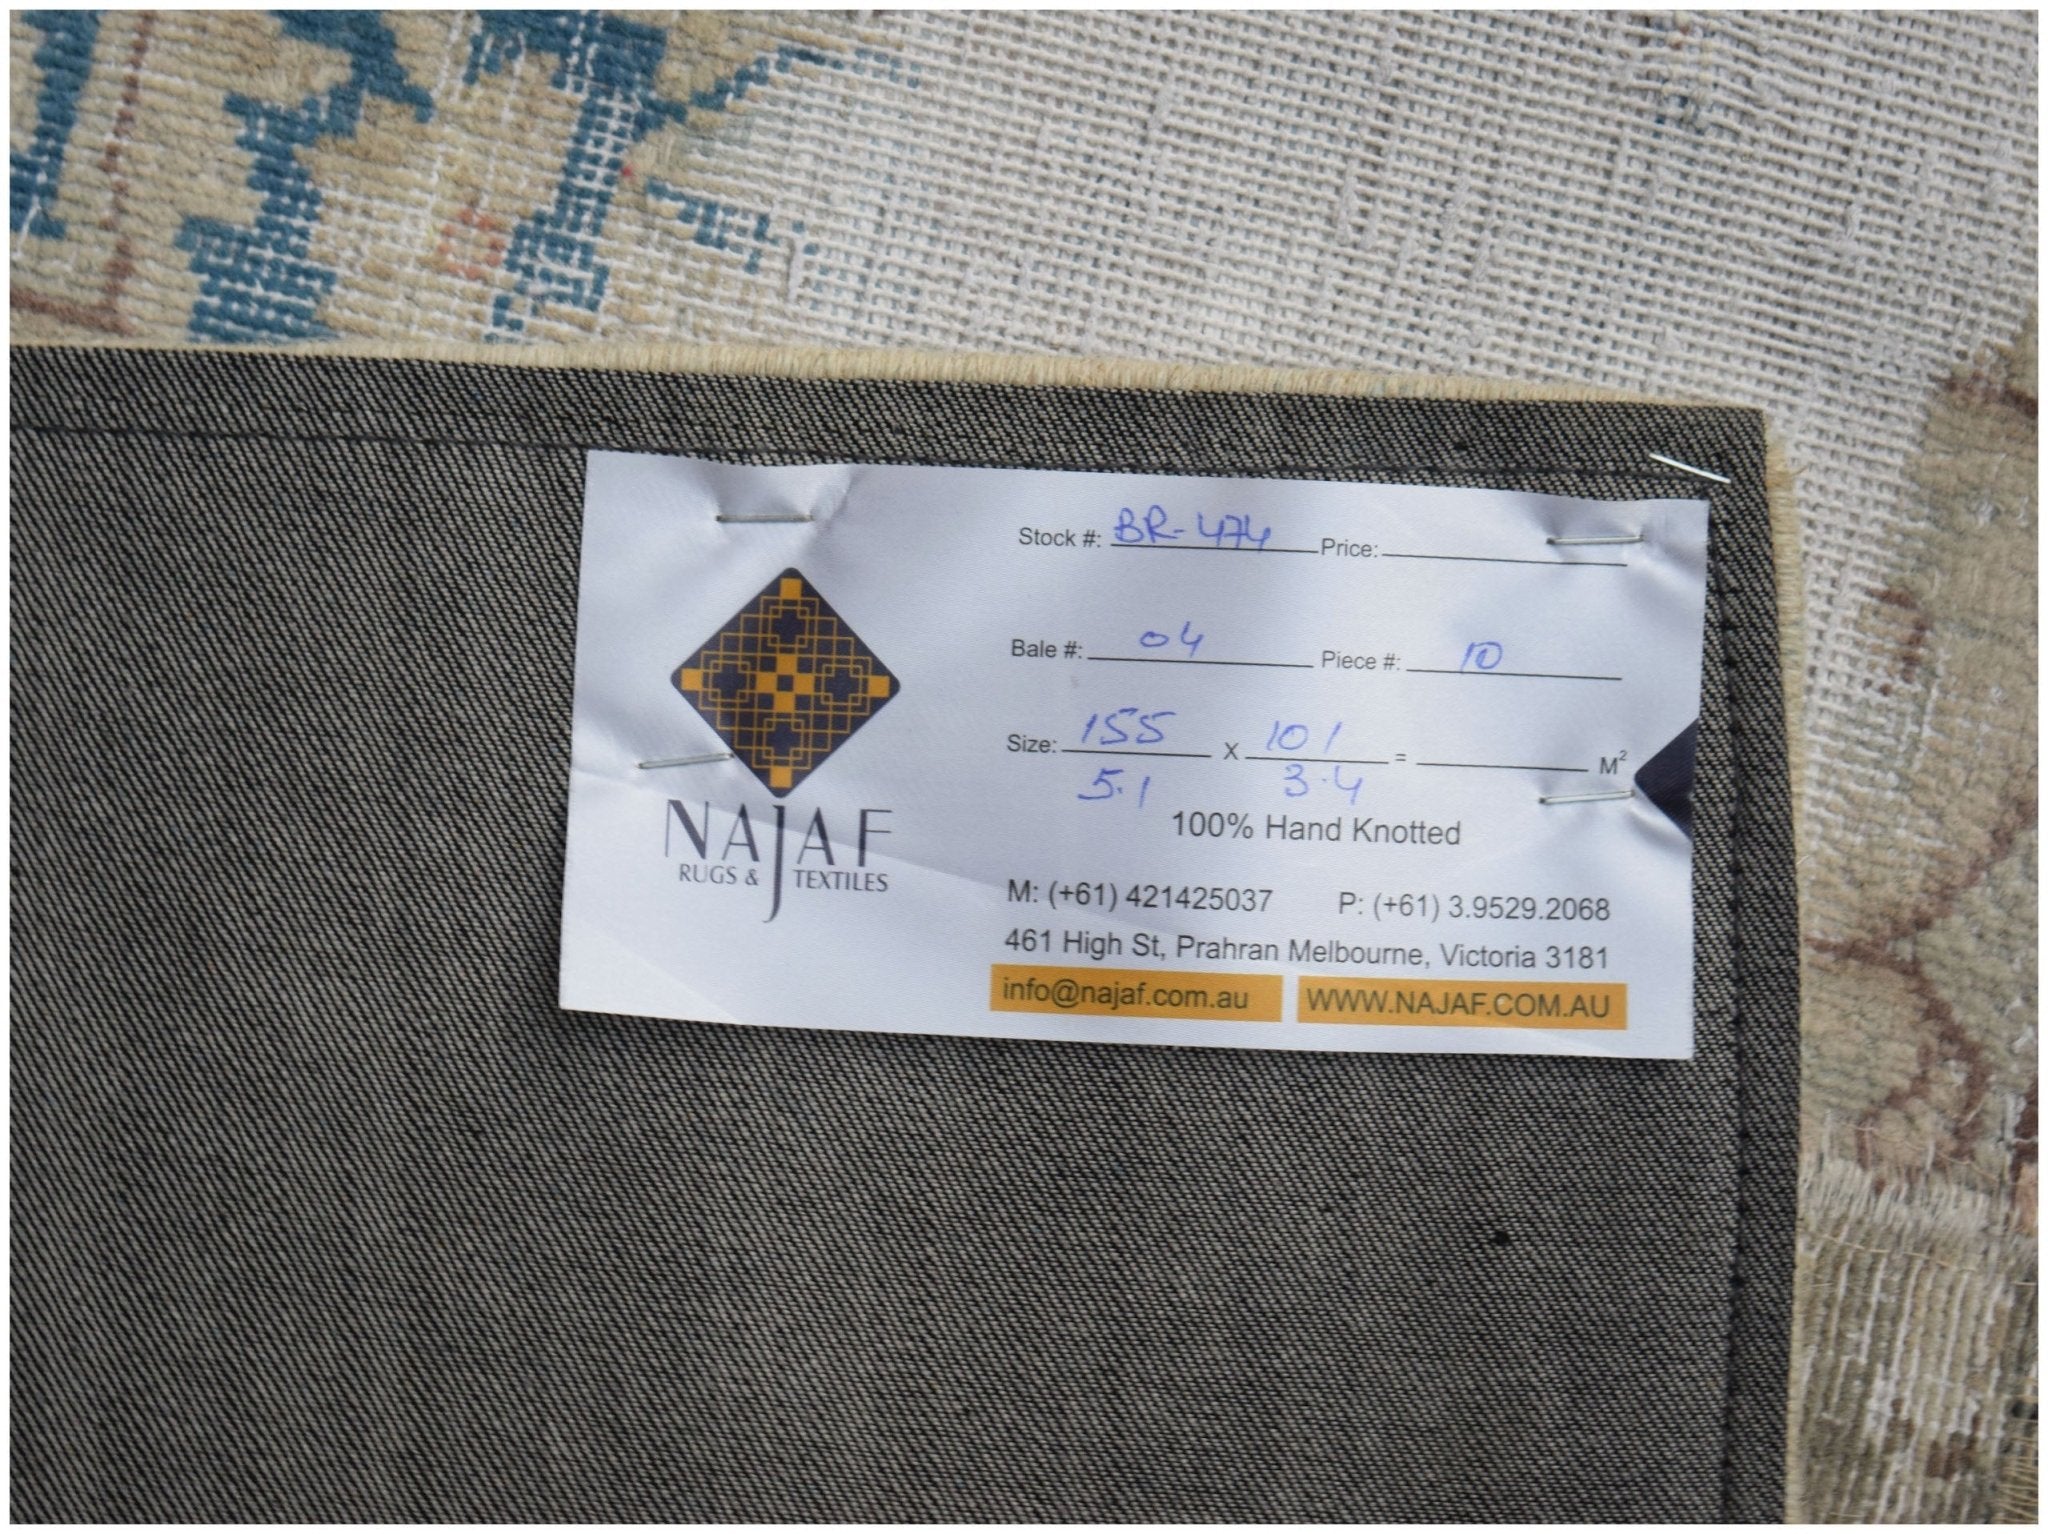 Stock #: BR-474 Price:
Bale #: 04 Piece #: 10
Size: 155 X 101 = M²
5.1 3.4
100% Hand Knotted
NAJAF
RUGS & TEXTILES
M: (+61) 421425037 P: (+61) 3.9529.2068
461 High St, Prahran Melbourne, Victoria 3181
info@najaf.com.au WWW.NAJAF.COM.AU